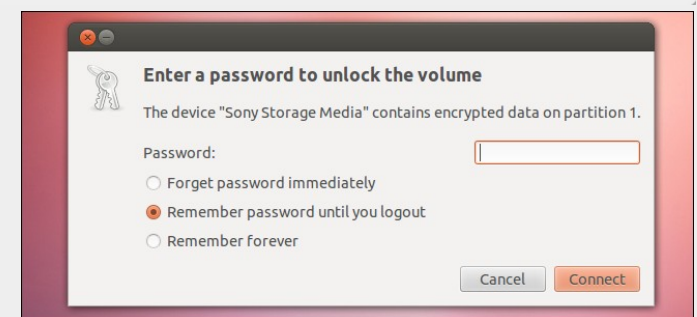 Enter a password to unlock the volume
The device "Sony Storage Media" contains encrypted data on partition 1.
Password:
Forget password immediately
Remember password until you logout
Remember forever
Cancel Connect